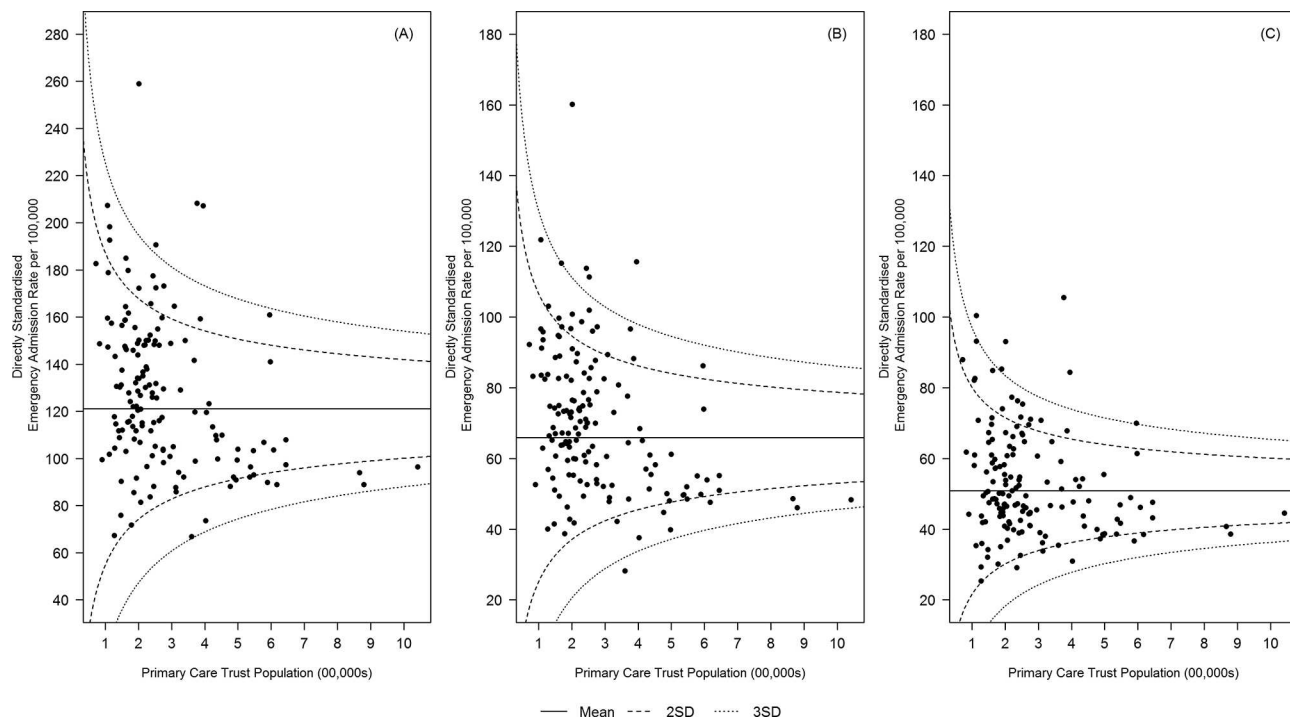 (A)
280
260
240
220
200
180
160
140
120
100
80
60
40
Directly Standardised
Emergency Admission Rate per 100,000
1 2 3 4 5 6 7 8 9 10
Primary Care Trust Population (00,000s)
(B)
180
160
140
120
100
80
60
40
20
Directly Standardised
Emergency Admission Rate per 100,000
1 2 3 4 5 6 7 8 9 10
Primary Care Trust Population (00,000s)
(C)
180
160
140
120
100
80
60
40
20
Directly Standardised
Emergency Admission Rate per 100,000
1 2 3 4 5 6 7 8 9 10
Primary Care Trust Population (00,000s)
Mean 2SD 3SD